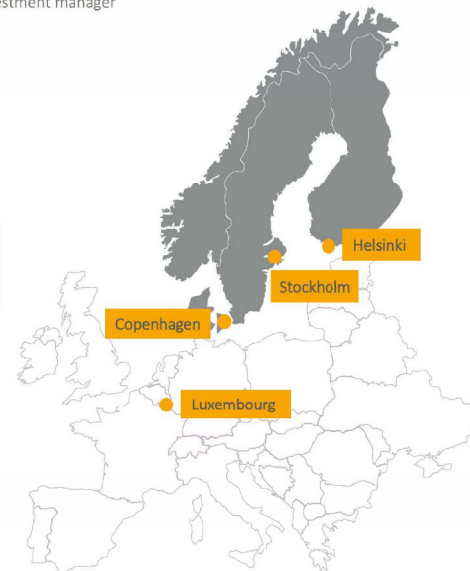 estment manager
Helsinki
Stockholm
Copenhagen
Luxembourg